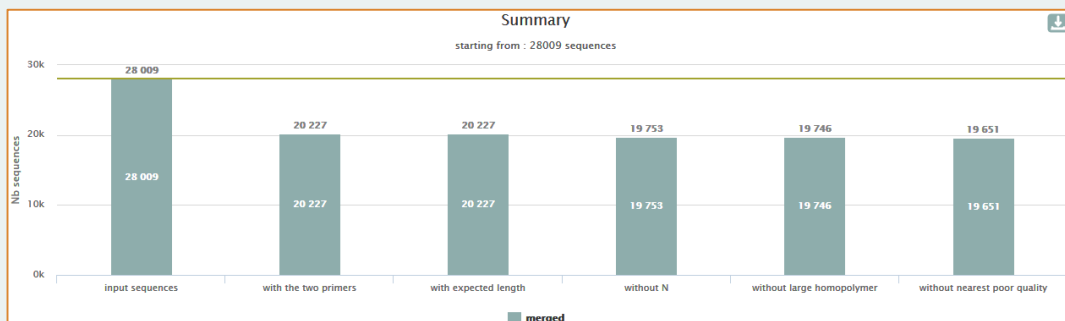 Summary
starting from : 28009 sequences
Nb sequences
30k
20k
10k
0k
28 009
20 227
20 227
19 753
19 746
19 651
28 009
20 227
20 227
19 753
19 746
19 651
input sequences
with the two primers
with expected length
without N
without large homopolymer
without nearest poor quality
merged